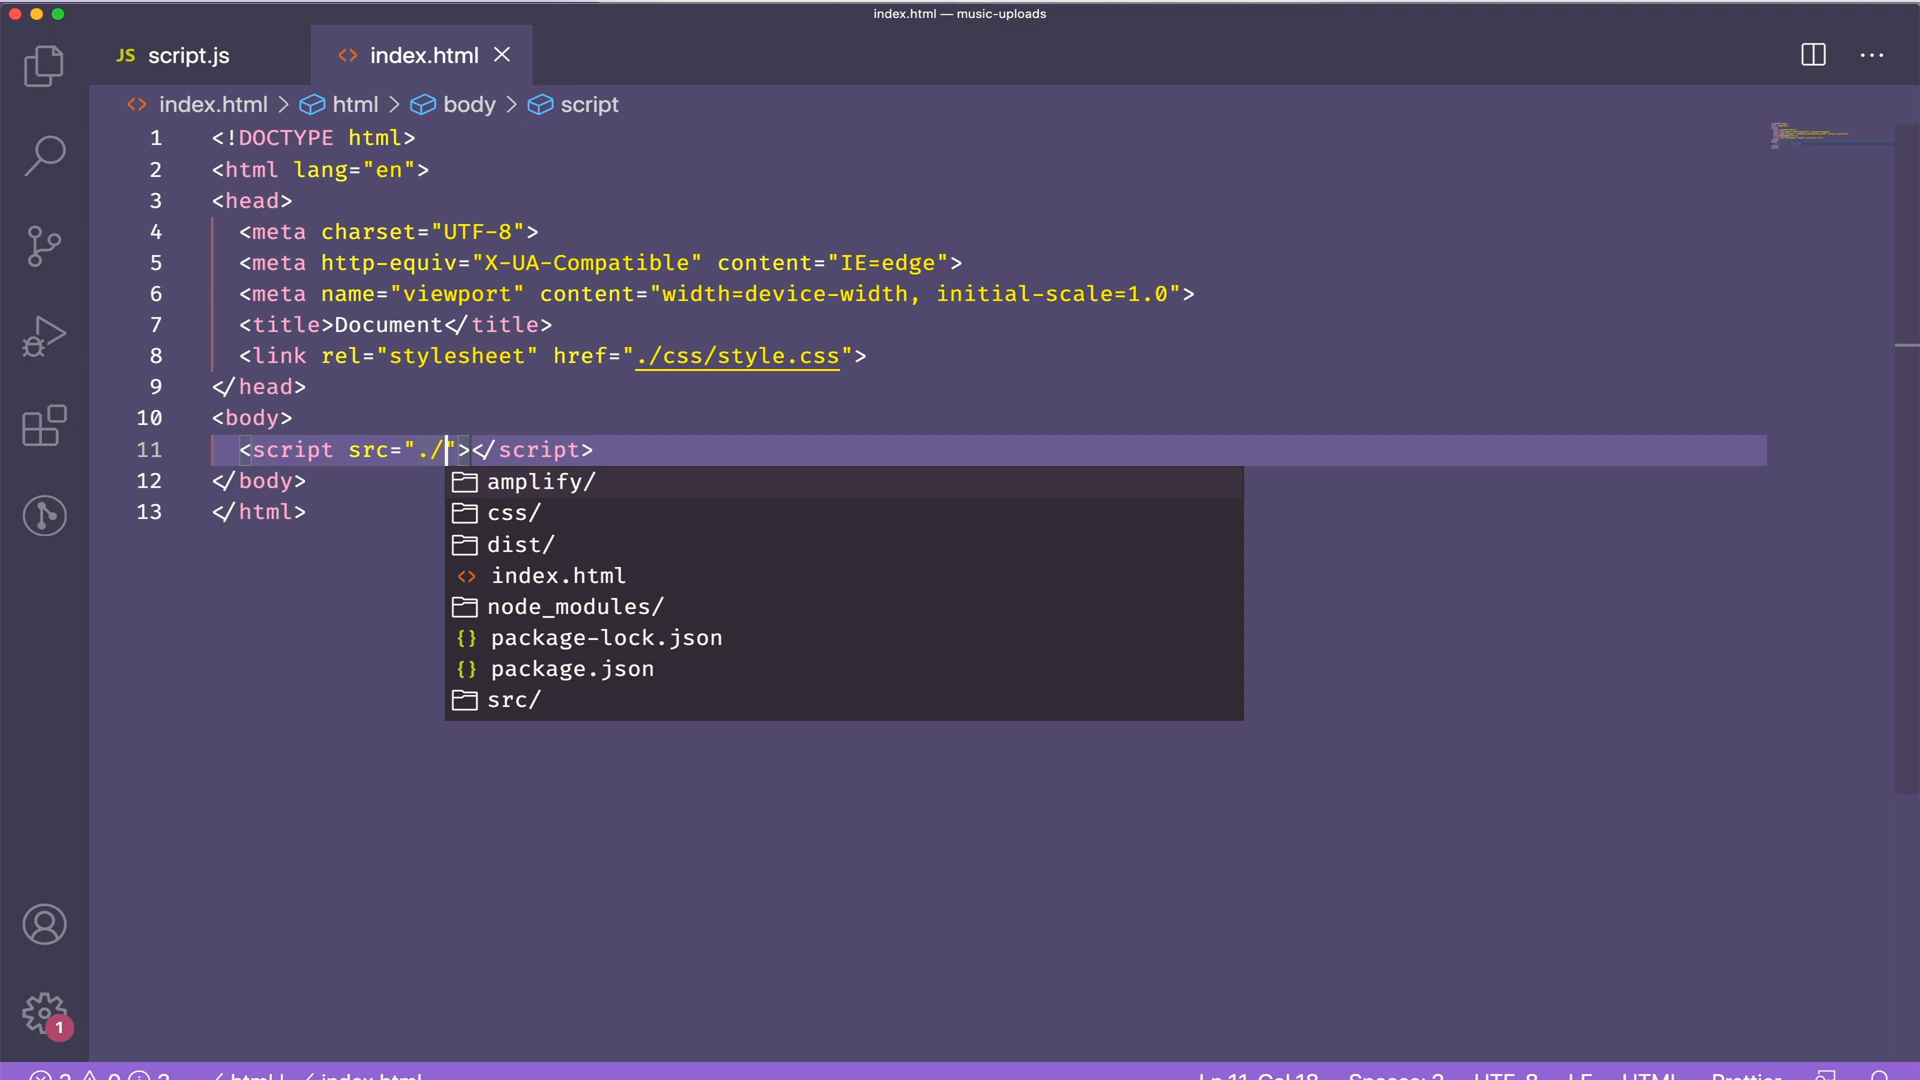 index.html — music-uploads
JS script.js
<> index.html
<> index.html > html > body > script
1 <!DOCTYPE html>
2 <html lang="en">
3 <head>
4 <meta charset="UTF-8">
5 <meta http-equiv="X-UA-Compatible" content="IE=edge">
6 <meta name="viewport" content="width=device-width, initial-scale=1.0">
7 <title>Document</title>
8 <link rel="stylesheet" href="./css/style.css">
9 </head>
10 <body>
11 <script src="./"></script>
12 </body>
13 </html>
amplify/
css/
dist/
<> index.html
node_modules/
{} package-lock.json
{} package.json
src/
1